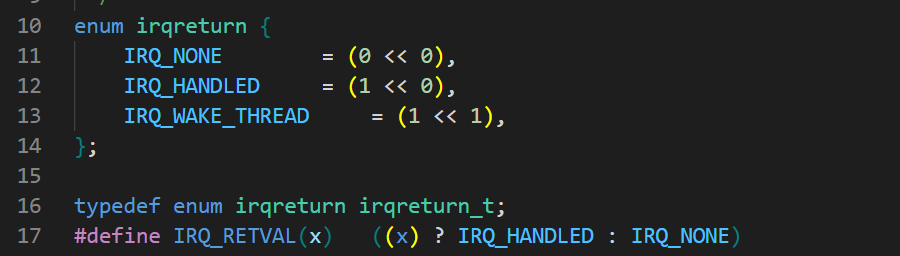 10 enum irqreturn {
11     IRQ_NONE        = (0 << 0),
12     IRQ_HANDLED     = (1 << 0),
13     IRQ_WAKE_THREAD     = (1 << 1),
14 };
15
16 typedef enum irqreturn irqreturn_t;
17 #define IRQ_RETVAL(x)   ((x) ? IRQ_HANDLED : IRQ_NONE)